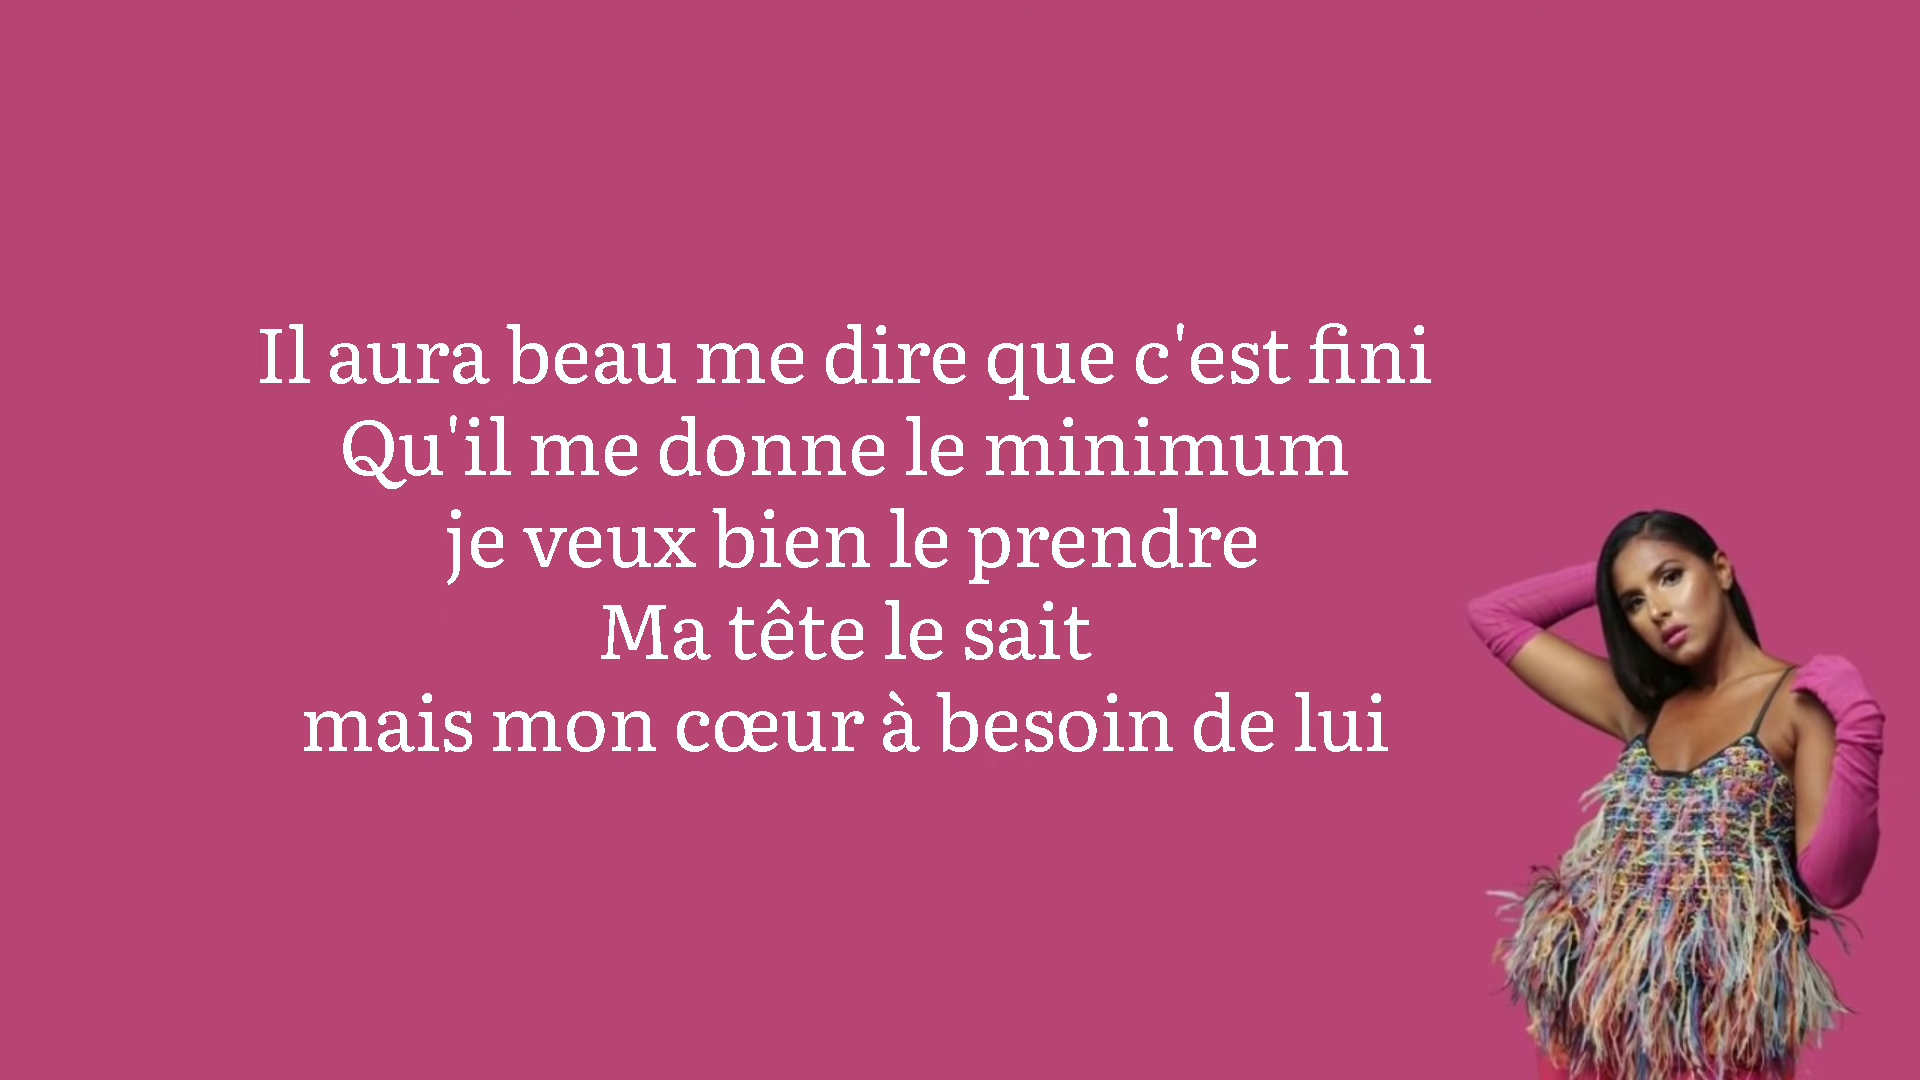 Il aura beau me dire que c'est fini
Qu'il me donne le minimum
je veux bien le prendre
Ma tête le sait
mais mon cœur à besoin de lui